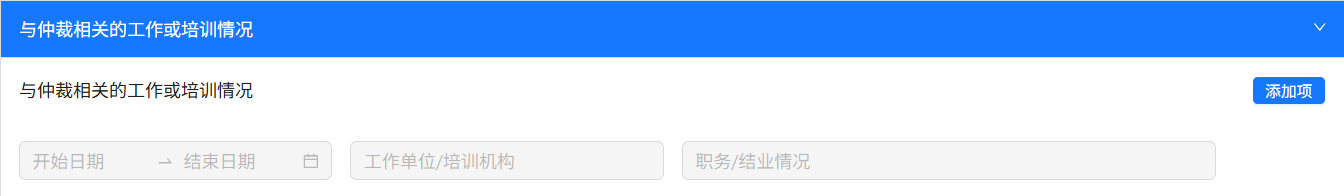 与仲裁相关的工作或培训情况
与仲裁相关的工作或培训情况 添加项
开始日期 → 结束日期 工作单位/培训机构 职务/结业情况